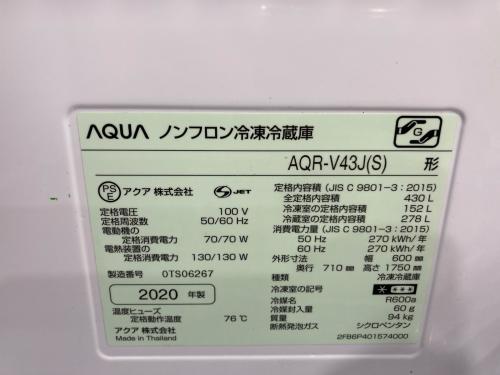 AQUA ノンフロン冷凍冷蔵庫
G
AQR-V43J(S) 形
PS E アクア 株式会社 S JET
定格電圧 100 V
定格周波数 50/60 Hz
電動機の
定格消費電力 70/70 W
電熱装置の
定格消費電力 130/130 W
製造番号 0TS06267
2020 年製
温度ヒューズ
定格動作温度 76℃
アクア 株式会社
Made in Thailand
定格内容積 (JIS C 9801-3 : 2015)
全定格内容積 430 L
冷凍室の定格内容積 152 L
冷蔵室の定格内容積 278 L
消費電力量 (JIS C 9801-3 : 2015)
50 Hz 270 kWh/年
60 Hz 270 kWh/年
外形寸法 幅 600 mm
奥行 710 mm 高さ 1750 mm
種類 冷凍冷蔵庫
冷凍室の記号
冷媒名 R600a
冷媒封入量 60 g
質量 94 kg
断熱発泡ガス シクロペンタン
2FB6P401574000